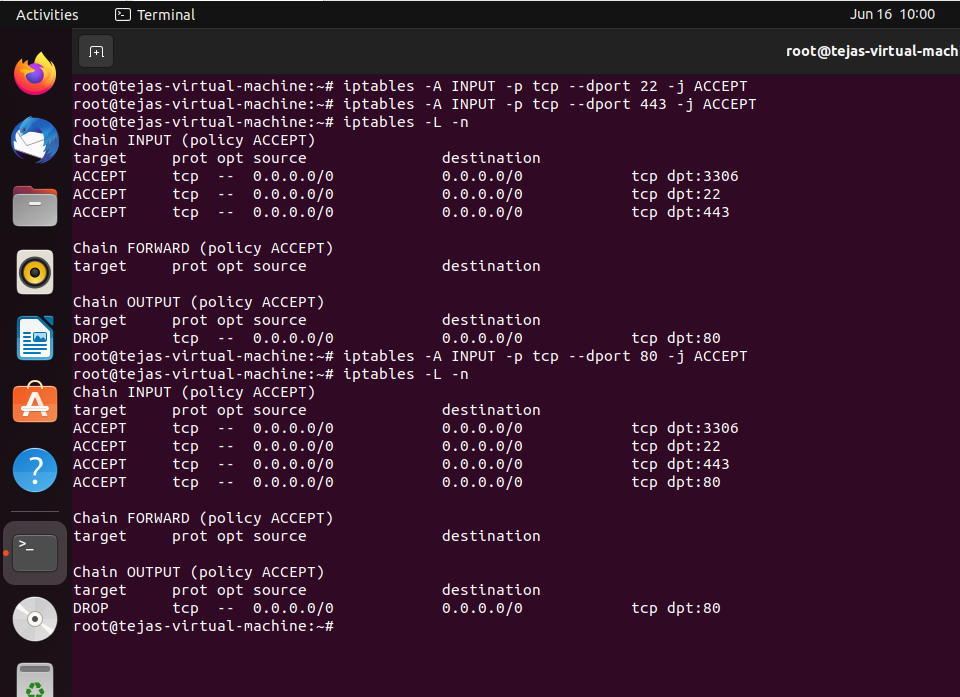 Activities
Terminal
Jun 16 10:00
root@tejas-virtual-mach
root@tejas-virtual-machine:~# iptables -A INPUT -p tcp --dport 22 -j ACCEPT
root@tejas-virtual-machine:~# iptables -A INPUT -p tcp --dport 443 -j ACCEPT
root@tejas-virtual-machine:~# iptables -L -n
Chain INPUT (policy ACCEPT)
target     prot opt source               destination
ACCEPT     tcp  --  0.0.0.0/0            0.0.0.0/0            tcp dpt:3306
ACCEPT     tcp  --  0.0.0.0/0            0.0.0.0/0            tcp dpt:22
ACCEPT     tcp  --  0.0.0.0/0            0.0.0.0/0            tcp dpt:443

Chain FORWARD (policy ACCEPT)
target     prot opt source               destination

Chain OUTPUT (policy ACCEPT)
target     prot opt source               destination
DROP       tcp  --  0.0.0.0/0            0.0.0.0/0            tcp dpt:80
root@tejas-virtual-machine:~# iptables -A INPUT -p tcp --dport 80 -j ACCEPT
root@tejas-virtual-machine:~# iptables -L -n
Chain INPUT (policy ACCEPT)
target     prot opt source               destination
ACCEPT     tcp  --  0.0.0.0/0            0.0.0.0/0            tcp dpt:3306
ACCEPT     tcp  --  0.0.0.0/0            0.0.0.0/0            tcp dpt:22
ACCEPT     tcp  --  0.0.0.0/0            0.0.0.0/0            tcp dpt:443
ACCEPT     tcp  --  0.0.0.0/0            0.0.0.0/0            tcp dpt:80

Chain FORWARD (policy ACCEPT)
target     prot opt source               destination

Chain OUTPUT (policy ACCEPT)
target     prot opt source               destination
DROP       tcp  --  0.0.0.0/0            0.0.0.0/0            tcp dpt:80
root@tejas-virtual-machine:~#